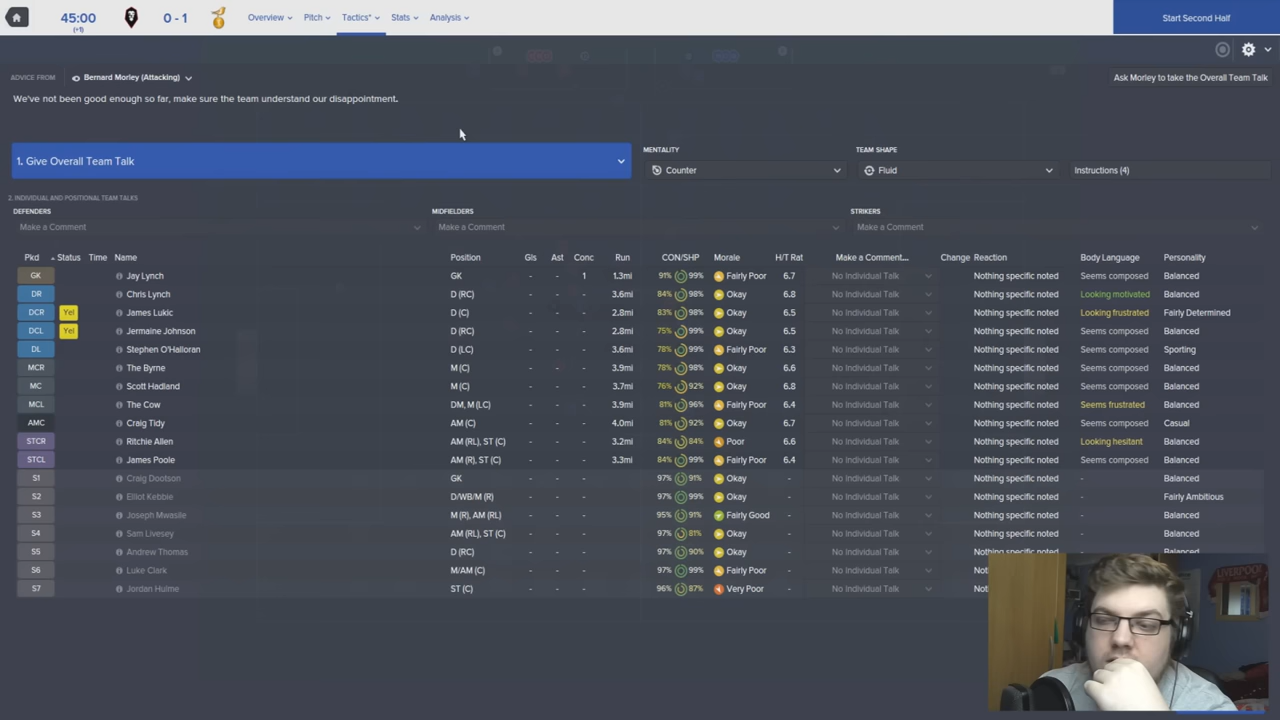 45:00
(+1)
0 - 1
Overview
Pitch
Tactics*
Stats
Analysis
Start Second Half
ADVICE FROM
Bernard Morley (Attacking)
Ask Morley to take the Overall Team Talk
We've not been good enough so far, make sure the team understand our disappointment.
1. Give Overall Team Talk
MENTALITY
TEAM SHAPE
Counter
Fluid
Instructions (4)
2. INDIVIDUAL AND POSITIONAL TEAM TALKS
DEFENDERS
MIDFIELDERS
STRIKERS
Make a Comment
Make a Comment
Make a Comment
Pkd Status Time Name Position Gls Ast Conc Run CON/SHP Morale H/T Rat Make a Comment... Change Reaction Body Language Personality
GK Jay Lynch GK - - 1 1.3mi 91% 99% Fairly Poor 6.7 No Individual Talk Nothing specific noted Seems composed Balanced
DR Chris Lynch D (RC) - - - 3.6mi 84% 98% Okay 6.8 No Individual Talk Nothing specific noted Looking motivated Balanced
DCR Yel James Lukic D (C) - - - 2.8mi 83% 98% Okay 6.5 No Individual Talk Nothing specific noted Looking frustrated Fairly Determined
DCL Yel Jermaine Johnson D (RC) - - - 2.8mi 75% 99% Okay 6.5 No Individual Talk Nothing specific noted Seems composed Balanced
DL Stephen O'Halloran D (LC) - - - 3.6mi 78% 99% Fairly Poor 6.3 No Individual Talk Nothing specific noted Seems composed Sporting
MCR The Byrne M (C) - - - 3.9mi 78% 98% Okay 6.6 No Individual Talk Nothing specific noted Seems composed Balanced
MC Scott Hadland M (C) - - - 3.7mi 76% 92% Okay 6.8 No Individual Talk Nothing specific noted Seems composed Balanced
MCL The Cow DM, M (LC) - - - 3.9mi 81% 96% Fairly Poor 6.4 No Individual Talk Nothing specific noted Seems frustrated Balanced
AMC Craig Tidy AM (C) - - - 4.0mi 81% 92% Okay 6.7 No Individual Talk Nothing specific noted Seems composed Casual
STCR Ritchie Allen AM (RL), ST (C) - - - 3.2mi 84% 84% Poor 6.6 No Individual Talk Nothing specific noted Looking hesitant Balanced
STCL James Poole AM (R), ST (C) - - - 3.3mi 84% 99% Fairly Poor 6.4 No Individual Talk Nothing specific noted Seems composed Balanced
S1 Craig Dootson GK - - - 97% 91% Okay - No Individual Talk Nothing specific noted - Balanced
S2 Elliot Kebbie D/WB/M (R) - - - 97% 99% Okay - No Individual Talk Nothing specific noted - Fairly Ambitious
S3 Joseph Mwasile M (R), AM (RL) - - - 95% 91% Fairly Good - No Individual Talk Nothing specific noted - Balanced
S4 Sam Livesey AM (RL), ST (C) - - - 97% 81% Okay - No Individual Talk Nothing specific noted - Balanced
S5 Andrew Thomas D (RC) - - - 97% 90% Okay - No Individual Talk Nothing specific noted - Balanced
S6 Luke Clark M/AM (C) - - - 97% 99% Fairly Poor - No Individual Talk
S7 Jordan Hulme ST (C) - - - 96% 87% Very Poor - No Individual Talk
LIVERPOOL